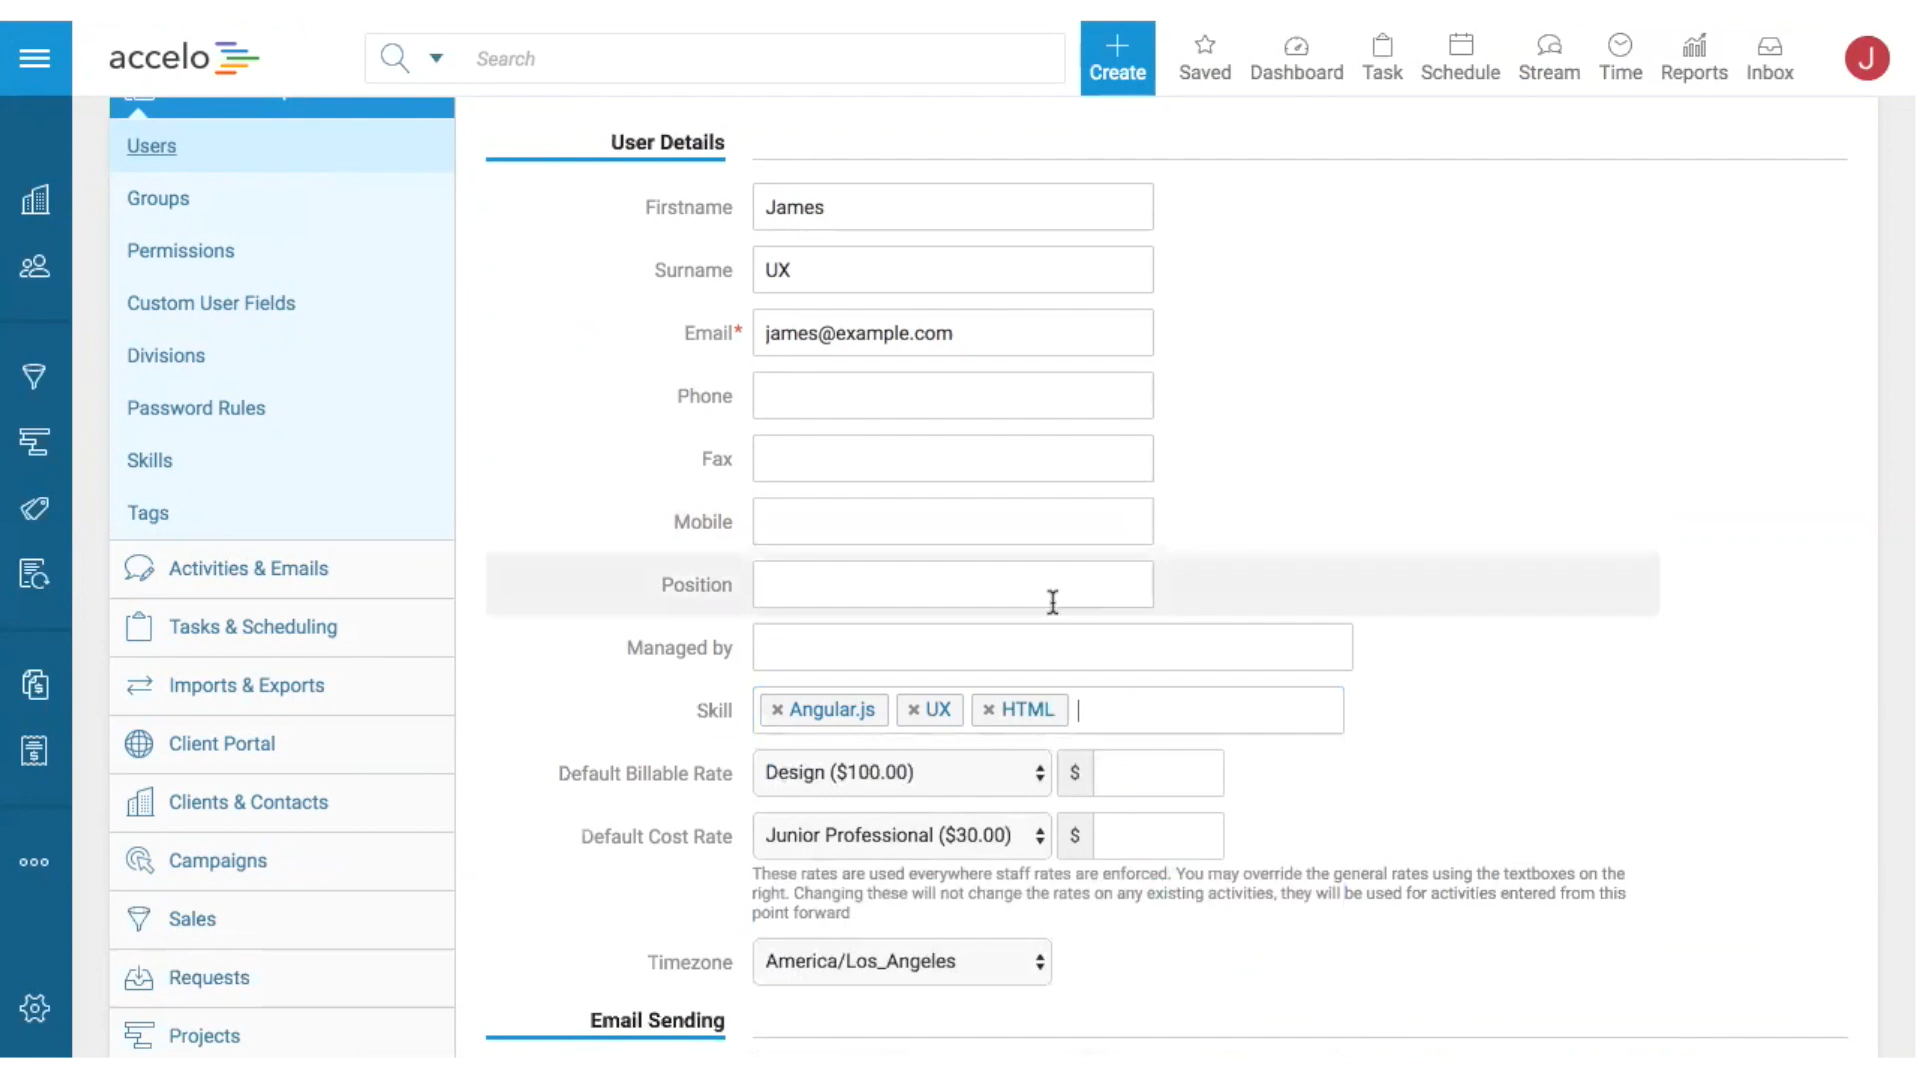 accelo
Search
Create
Saved
Dashboard
Task
Schedule
Stream
Time
Reports
Inbox
J
Users
Groups
Permissions
Custom User Fields
Divisions
Password Rules
Skills
Tags
Activities & Emails
Tasks & Scheduling
Imports & Exports
Client Portal
Clients & Contacts
Campaigns
Sales
Requests
Projects
User Details
Firstname James
Surname UX
Email* james@example.com
Phone
Fax
Mobile
Position
Managed by
Skill × Angular.js × UX × HTML
Default Billable Rate Design ($100.00) $
Default Cost Rate Junior Professional ($30.00) $
These rates are used everywhere staff rates are enforced. You may override the general rates using the textboxes on the
right. Changing these will not change the rates on any existing activities, they will be used for activities entered from this
point forward
Timezone America/Los_Angeles
Email Sending